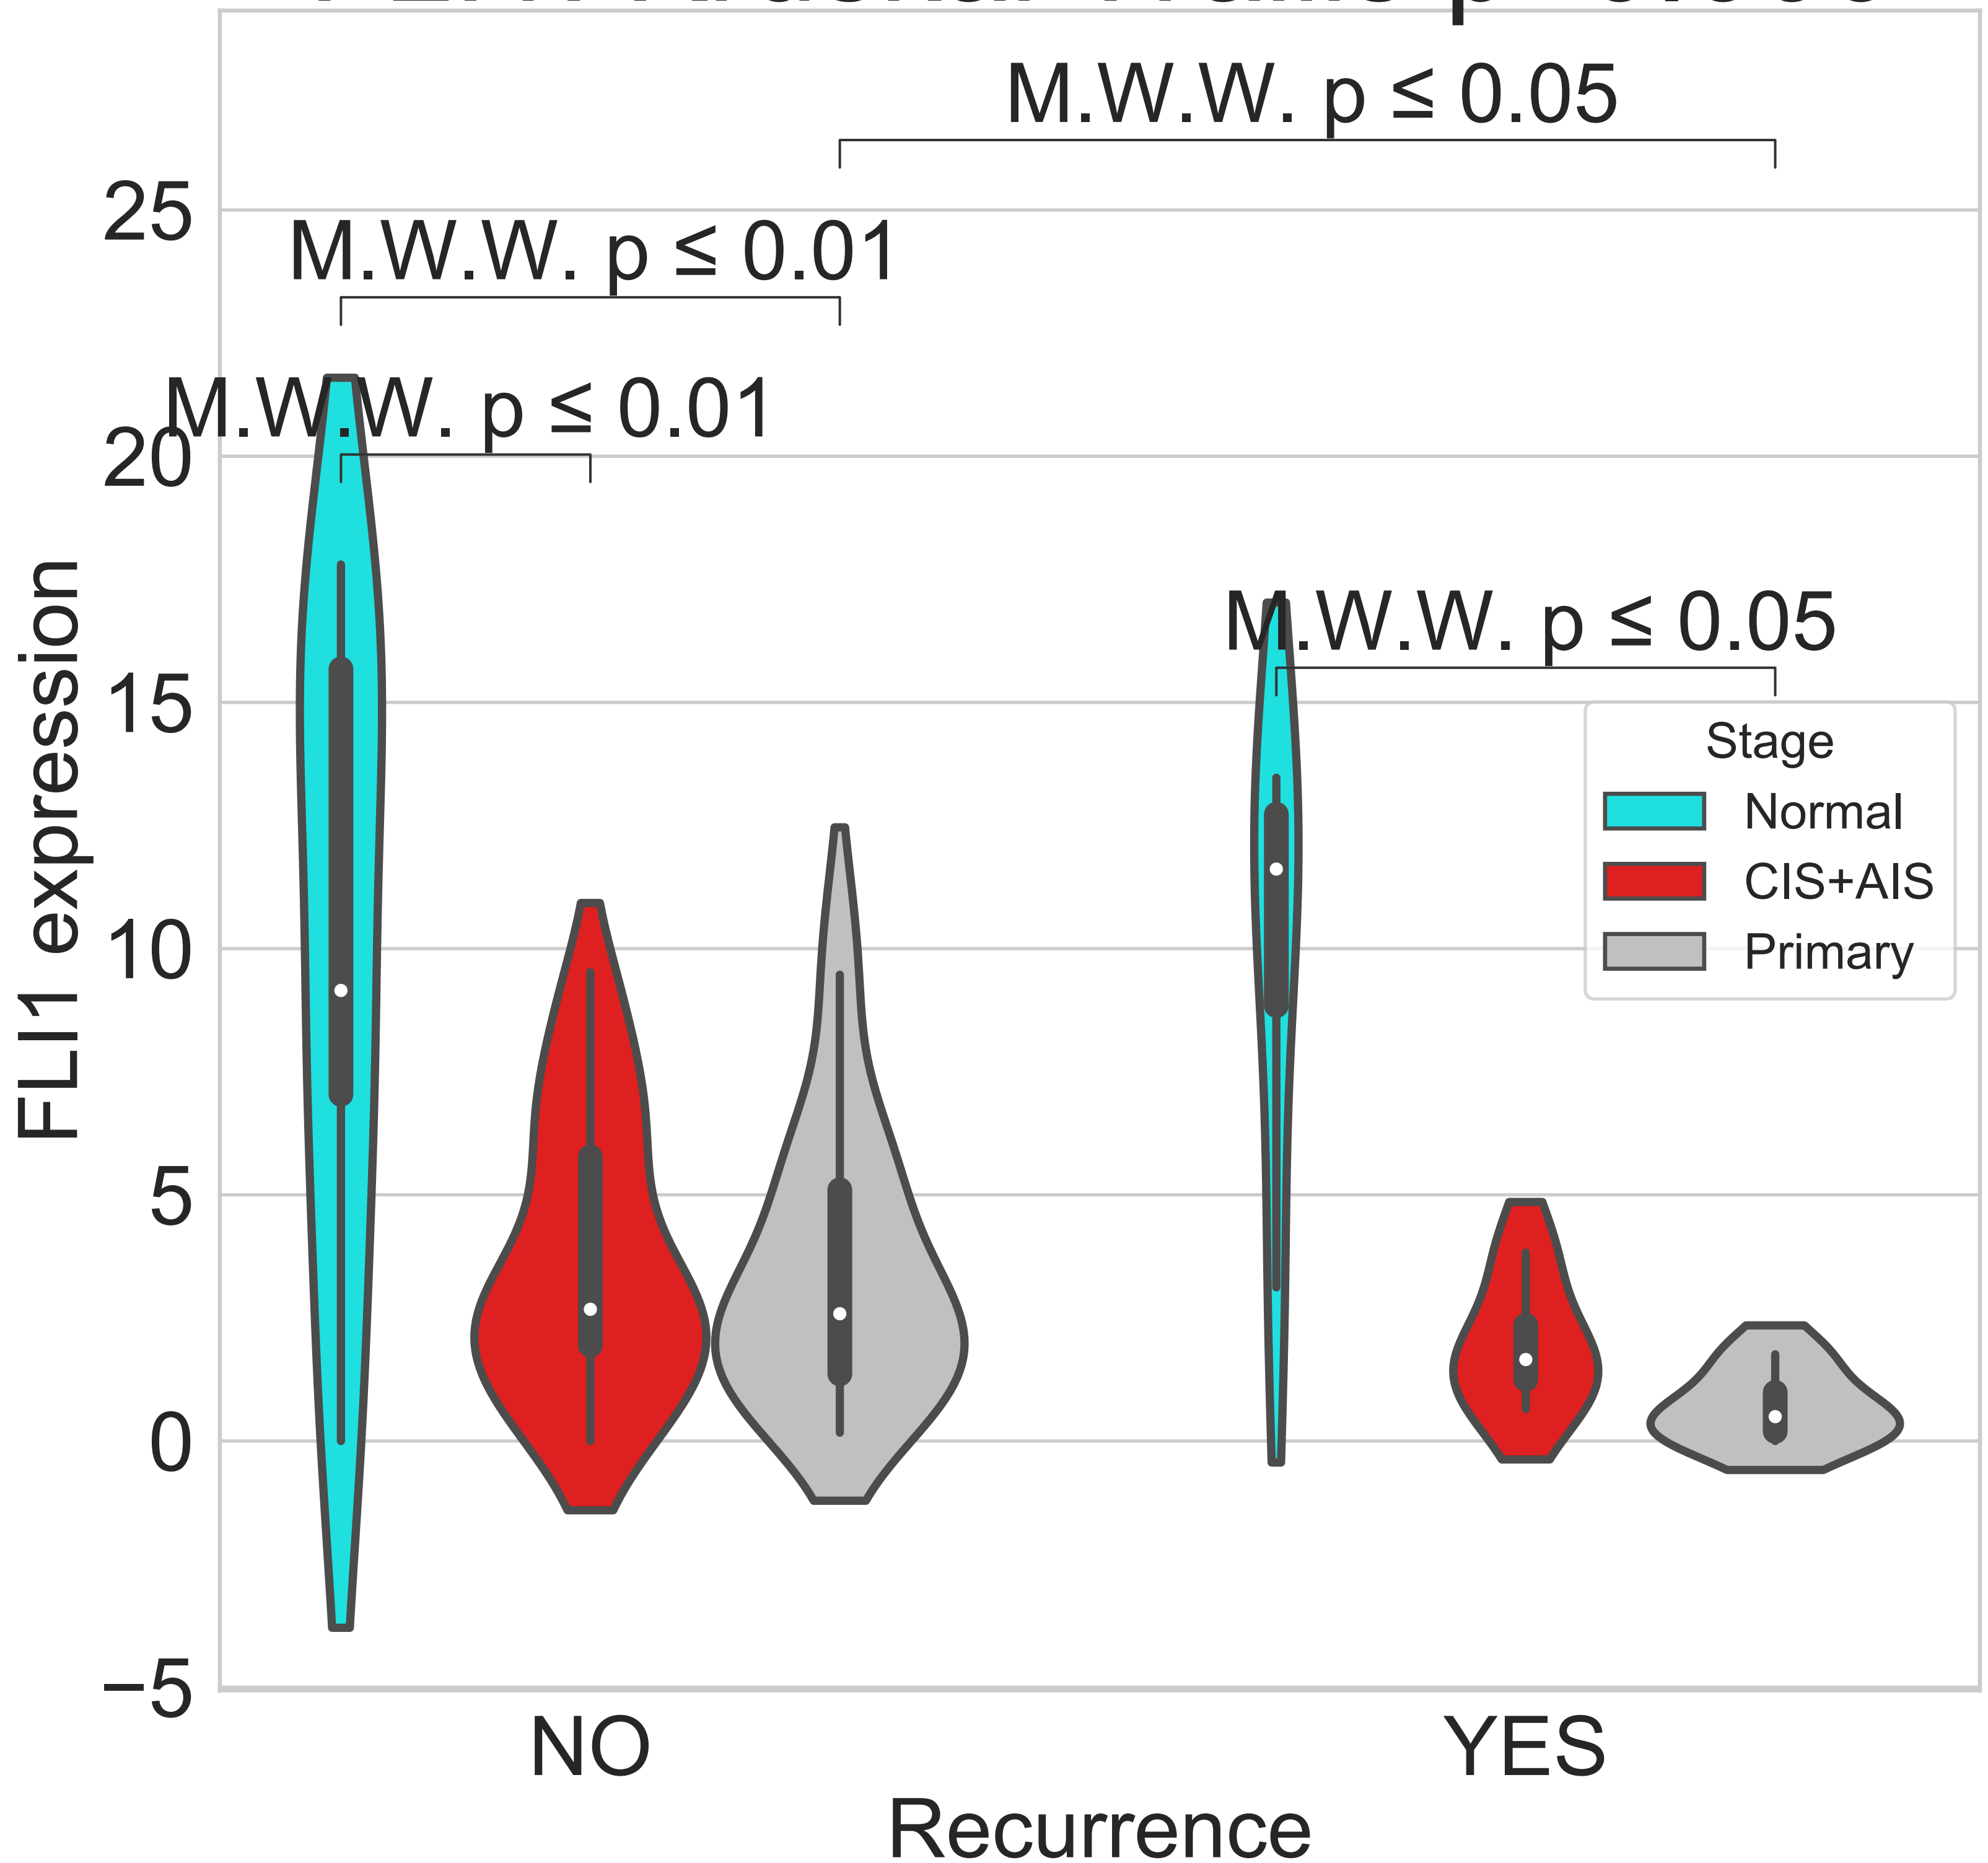 M.W.W. p ≤ 0.05
25
M.W.W. p ≤ 0.01
M.W.W. p ≤ 0.01
20
M.W.W. p ≤ 0.05
15
Stage
Normal
CIS+AIS
Primary
10
5
0
−5
FLI1 expression
NO
YES
Recurrence